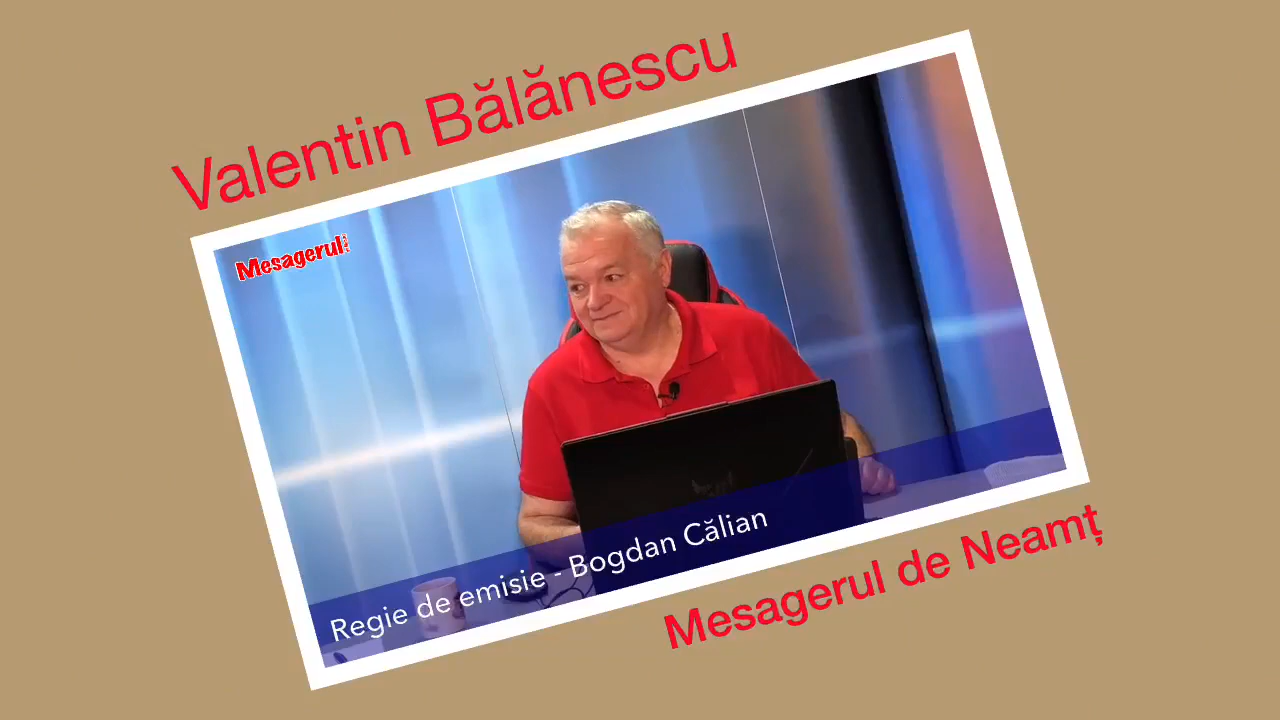 Valentin Bălănescu
Mesagerul
Regie de emisie - Bogdan Călian
Mesagerul de Neamț